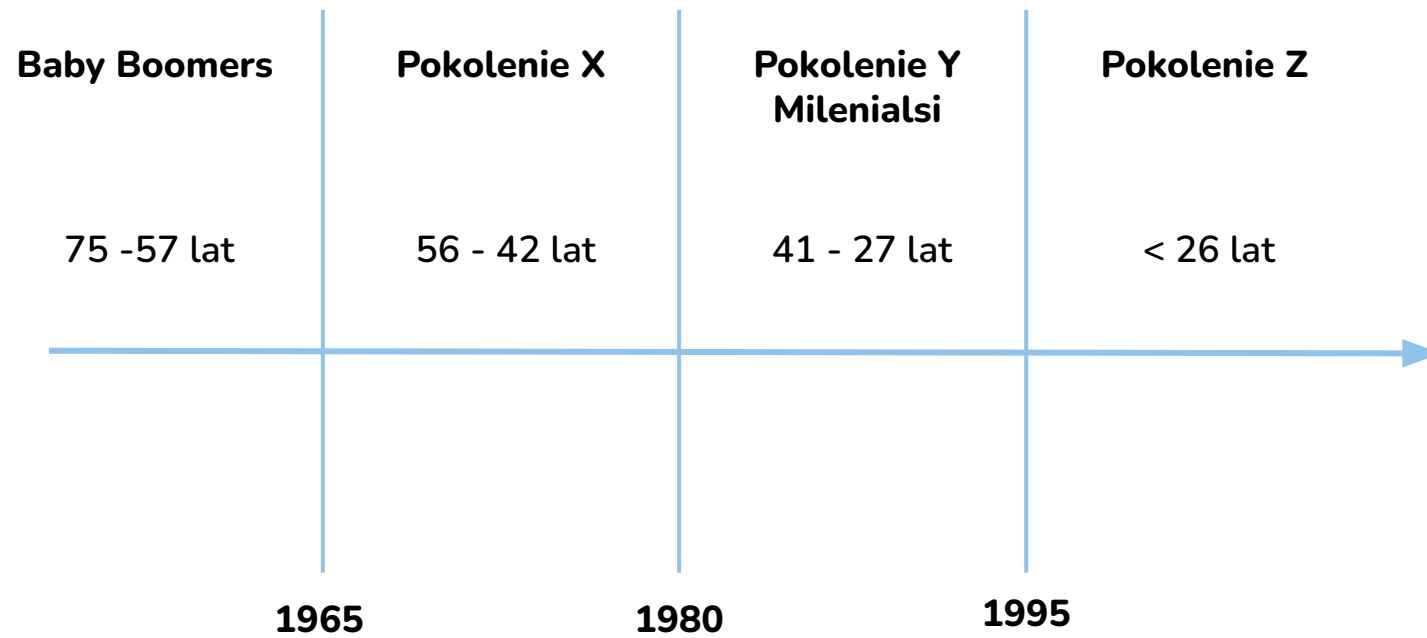 Baby Boomers
Pokolenie X
Pokolenie Y
Milenialsi
Pokolenie Z
75 -57 lat
56 - 42 lat
41 - 27 lat
< 26 lat
1965
1980
1995